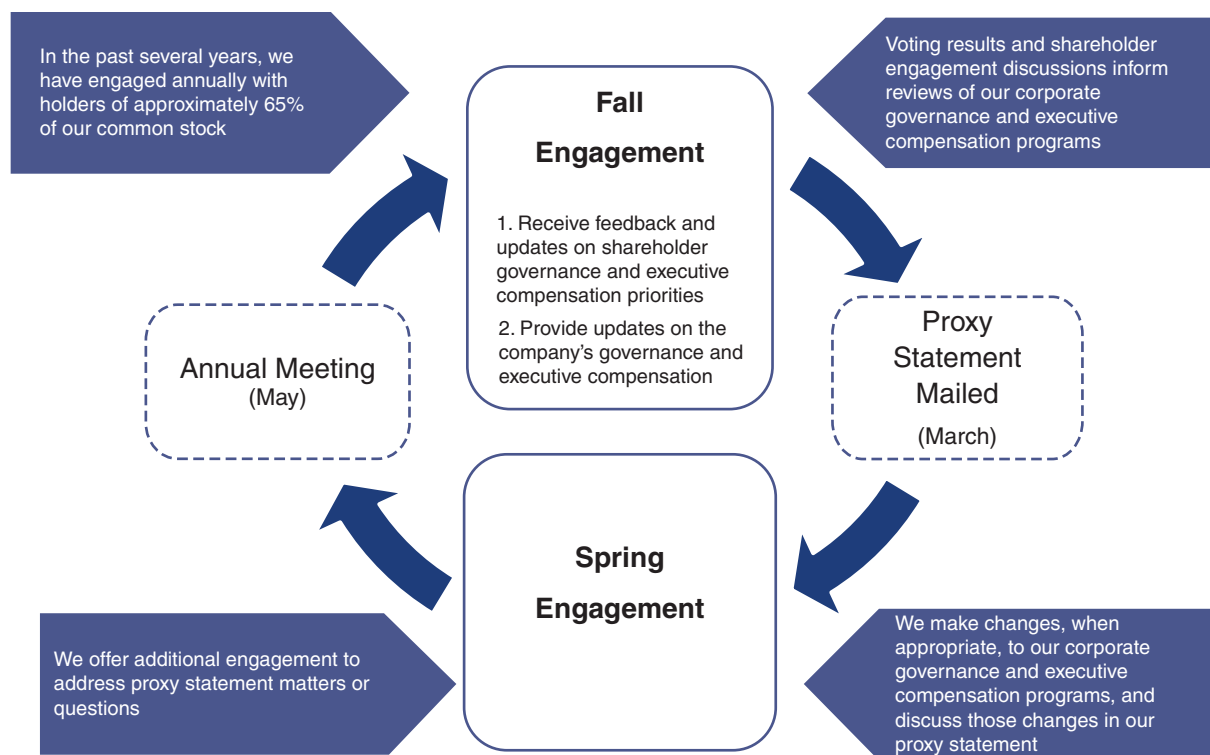 In the past several years, we
have engaged annually with
holders of approximately 65%
of our common stock
Fall
Engagement
1. Receive feedback and
updates on shareholder
governance and executive
compensation priorities
2. Provide updates on the
company’s governance and
executive compensation
Voting results and shareholder
engagement discussions inform
reviews of our corporate
governance and executive
compensation programs
Annual Meeting
(May)
Proxy
Statement
Mailed
(March)
Spring
Engagement
We offer additional engagement to
address proxy statement matters or
questions
We make changes, when
appropriate, to our corporate
governance and executive
compensation programs, and
discuss those changes in our
proxy statement